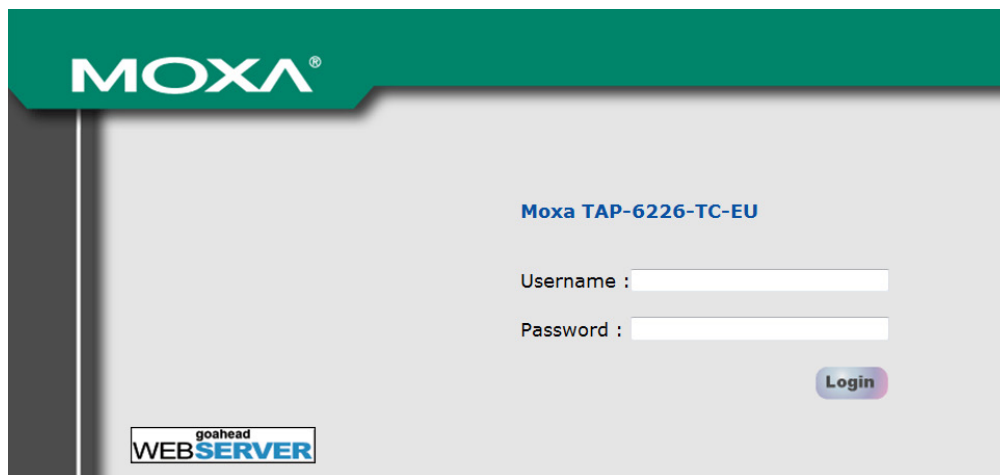 MOXA®
Moxa TAP-6226-TC-EU
Username :
Password :
Login
goahead
WEBSERVER